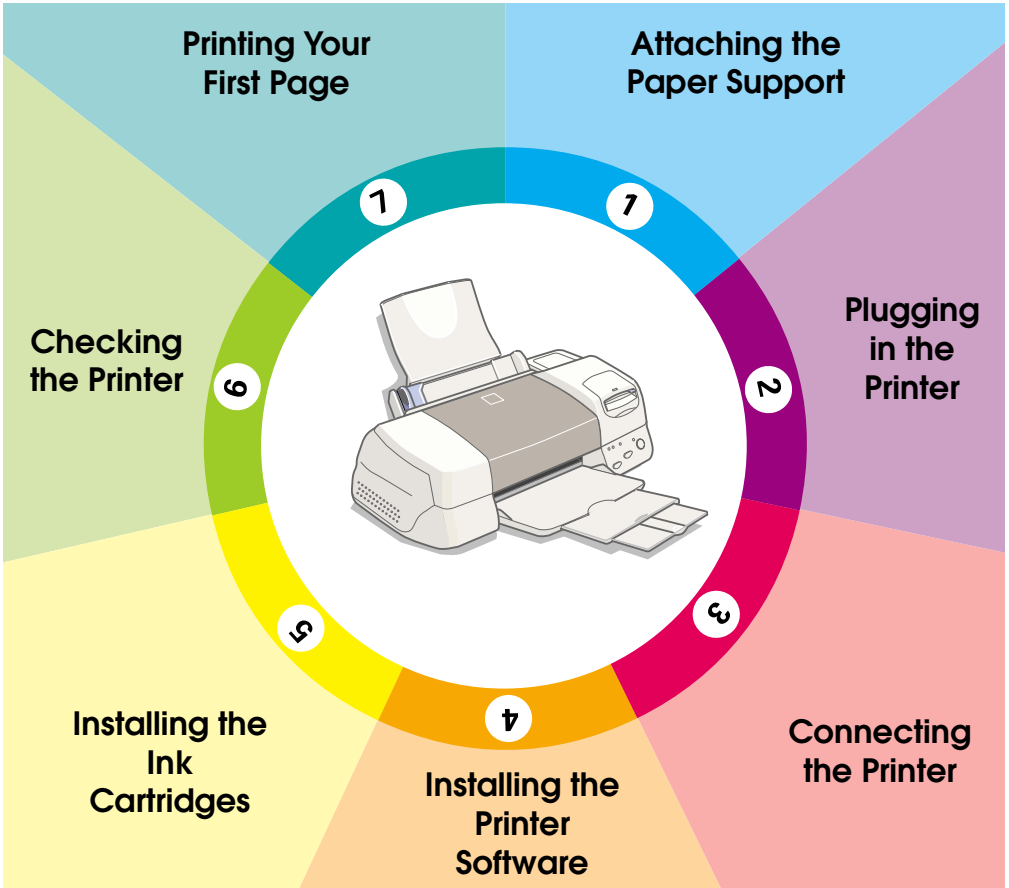 1
Attaching the
Paper Support
2
Plugging
in the
Printer
3
Connecting
the Printer
4
Installing the
Printer
Software
5
Installing the
Ink
Cartridges
6
Checking
the Printer
7
Printing Your
First Page